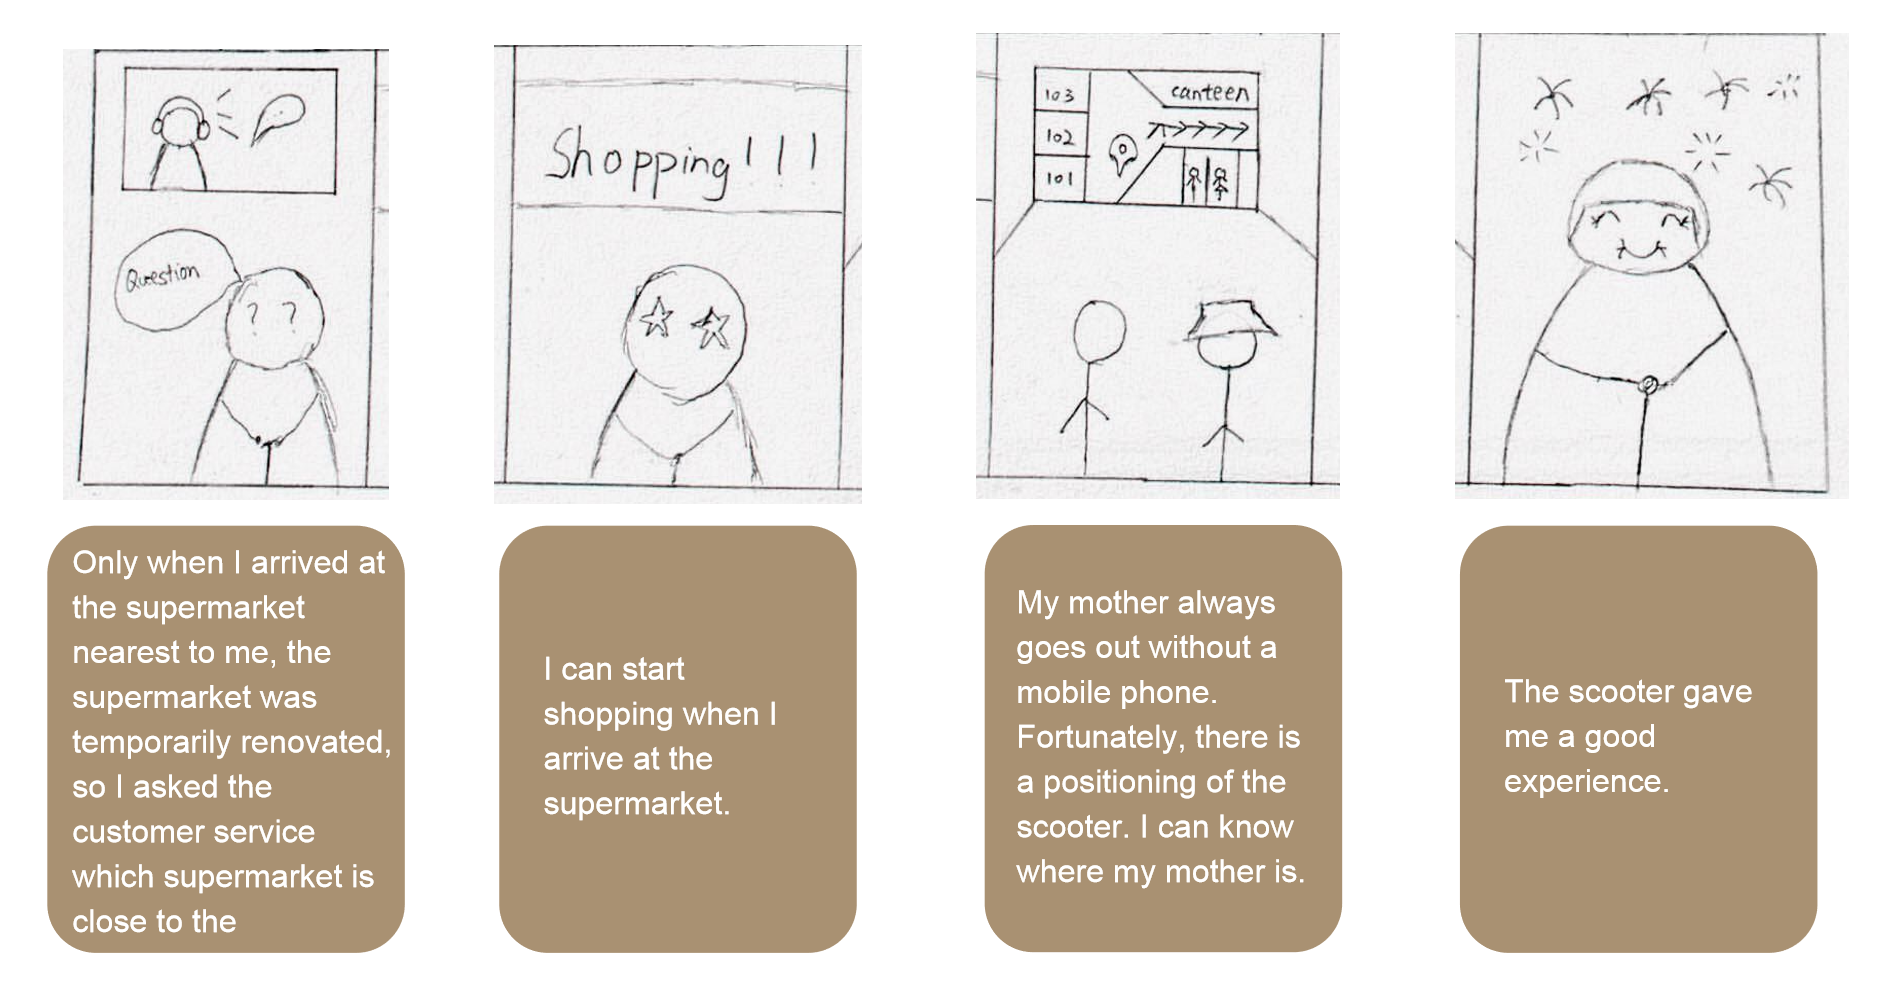 Question
? ?
Shopping!!!
103
102
101
canteen
Only when I arrived at
the supermarket
nearest to me, the
supermarket was
temporarily renovated,
so I asked the
customer service
which supermarket is
close to the
I can start
shopping when I
arrive at the
supermarket.
My mother always
goes out without a
mobile phone.
Fortunately, there is
a positioning of the
scooter. I can know
where my mother is.
The scooter gave
me a good
experience.